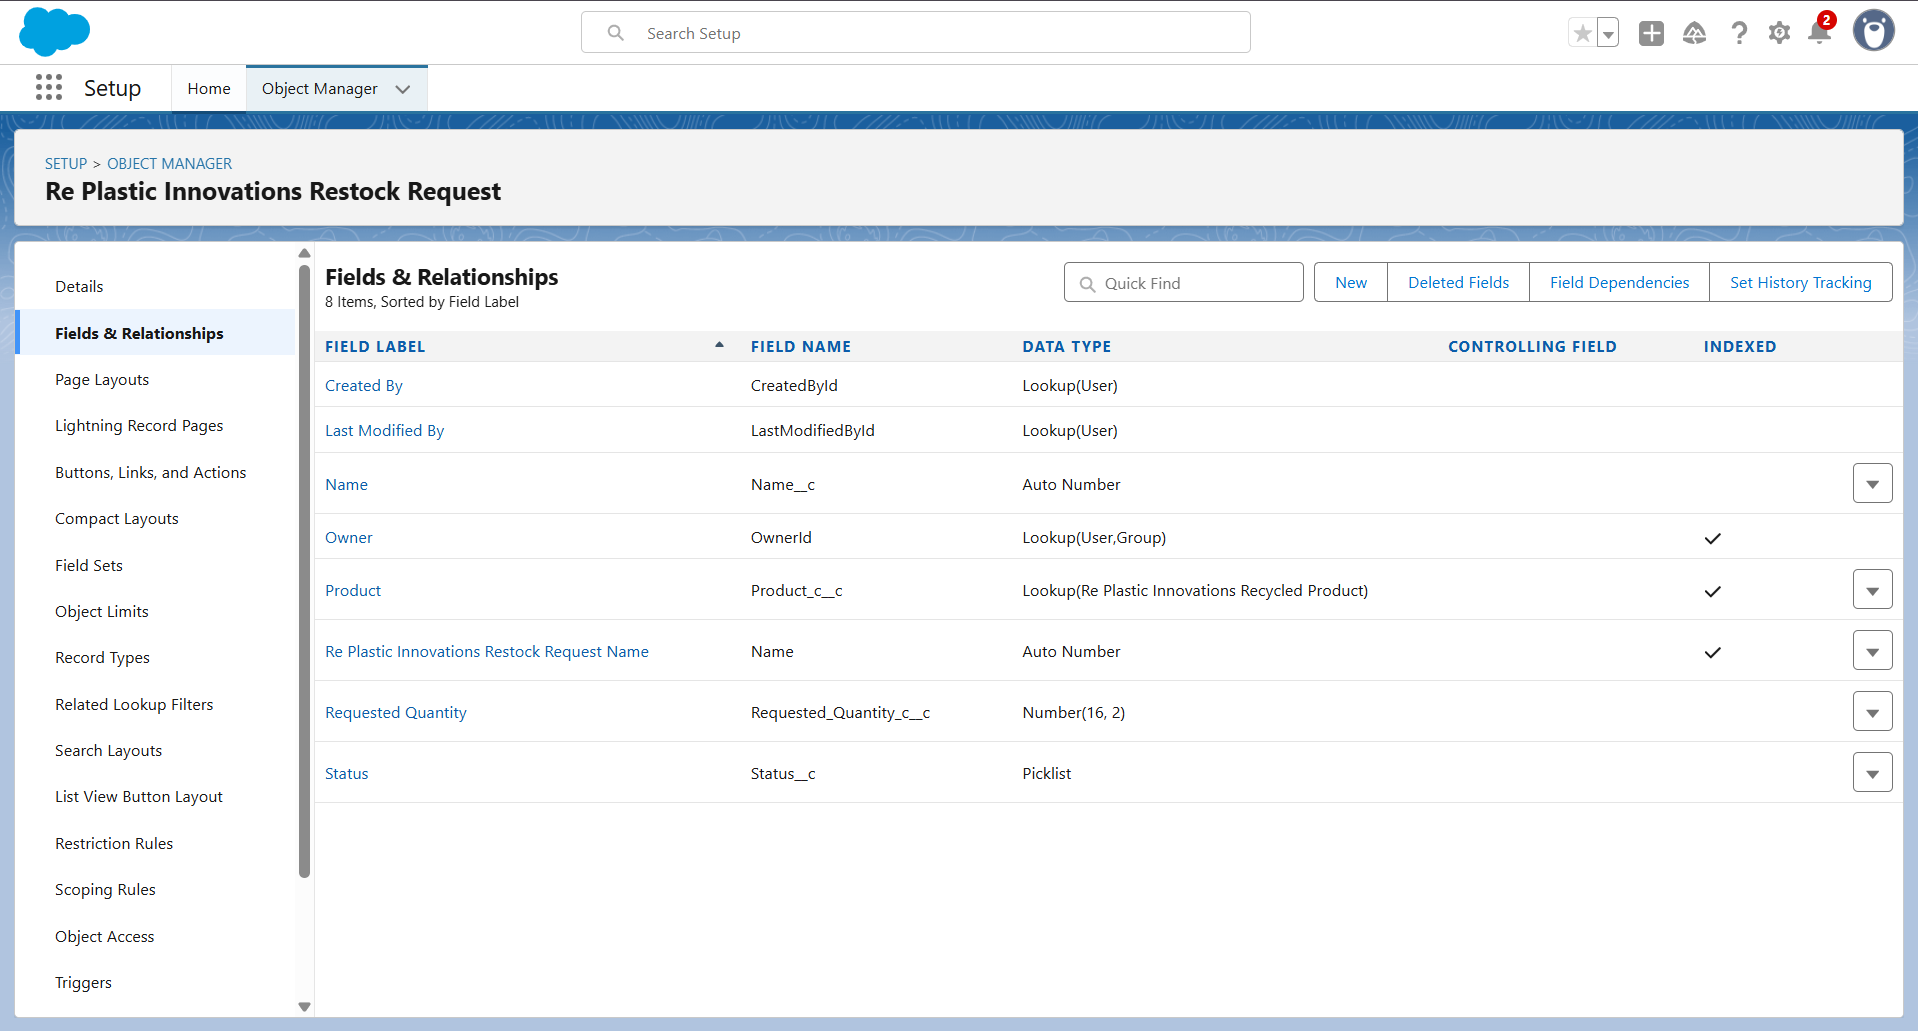 Search Setup
2
Setup
Home
Object Manager
SETUP > OBJECT MANAGER
Re Plastic Innovations Restock Request
Details
Fields & Relationships
Page Layouts
Lightning Record Pages
Buttons, Links, and Actions
Compact Layouts
Field Sets
Object Limits
Record Types
Related Lookup Filters
Search Layouts
List View Button Layout
Restriction Rules
Scoping Rules
Object Access
Triggers
Fields & Relationships
8 Items, Sorted by Field Label
Quick Find
New
Deleted Fields
Field Dependencies
Set History Tracking
FIELD LABEL FIELD NAME DATA TYPE CONTROLLING FIELD INDEXED
Created By CreatedById Lookup(User)
Last Modified By LastModifiedById Lookup(User)
Name Name__c Auto Number
Owner OwnerId Lookup(User,Group)
Product Product_c__c Lookup(Re Plastic Innovations Recycled Product)
Re Plastic Innovations Restock Request Name Name Auto Number
Requested Quantity Requested_Quantity_c__c Number(16, 2)
Status Status__c Picklist